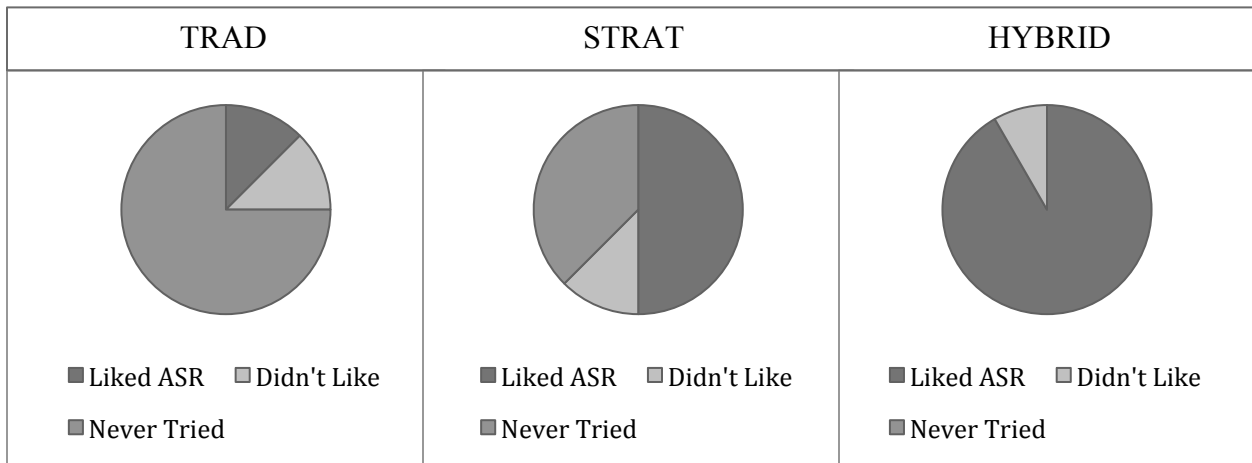 TRAD STRAT HYBRID
Liked ASR Didn't Like
Never Tried
Liked ASR Didn't Like
Never Tried
Liked ASR Didn't Like
Never Tried